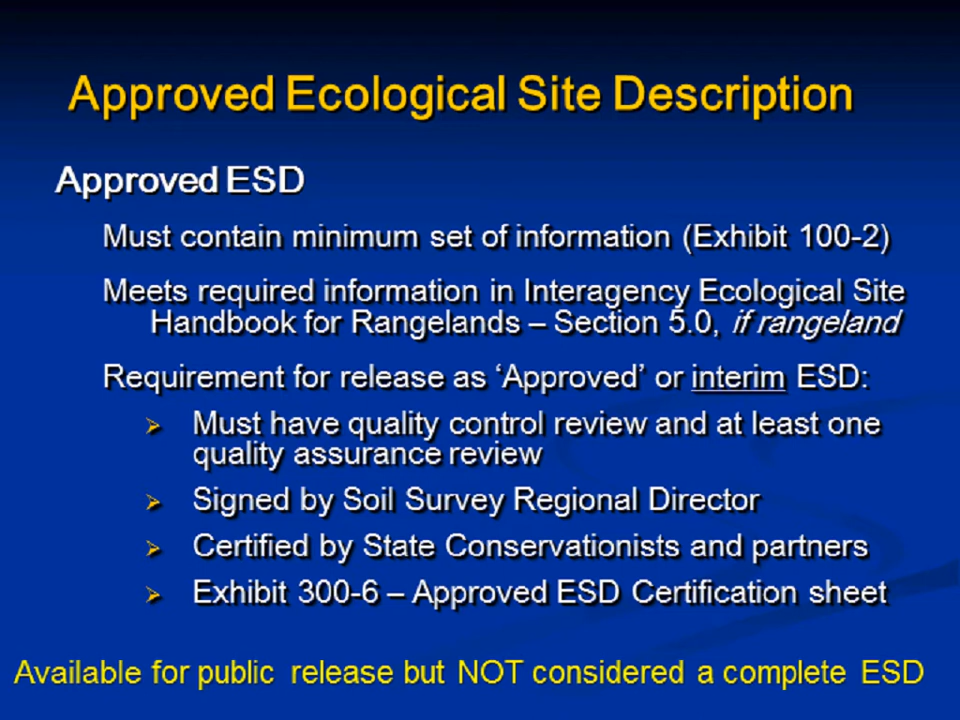 Approved Ecological Site Description
Approved ESD
Must contain minimum set of information (Exhibit 100-2)
Meets required information in Interagency Ecological Site
Handbook for Rangelands – Section 5.0, if rangeland
Requirement for release as ‘Approved’ or interim ESD:
Must have quality control review and at least one
quality assurance review
Signed by Soil Survey Regional Director
Certified by State Conservationists and partners
Exhibit 300-6 – Approved ESD Certification sheet
Available for public release but NOT considered a complete ESD